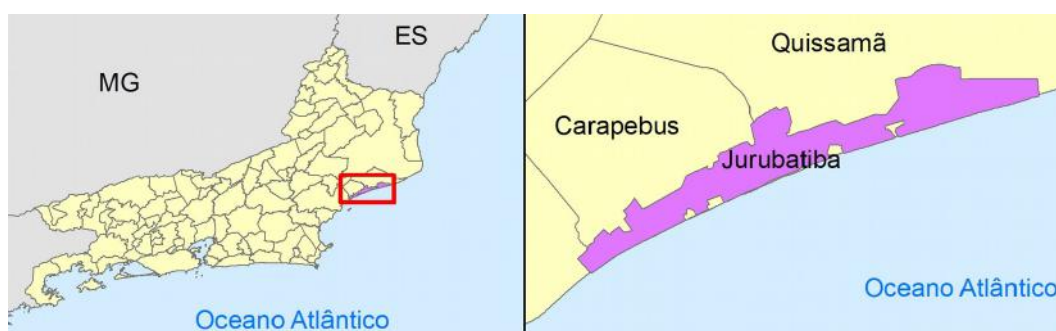 ES
MG
Oceano Atlântico
Quissamã
Carapebus
Jurubatiba
Oceano Atlântico